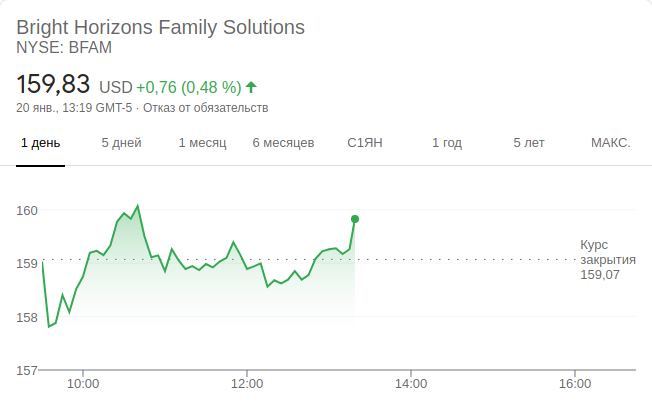 Bright Horizons Family Solutions
NYSE: BFAM
159,83 USD +0,76 (0,48 %)
20 янв., 13:19 GMT-5 · Отказ от обязательств
1 день 5 дней 1 месяц 6 месяцев С1ЯН 1 год 5 лет МАКС.
160
159
158
157
Курс
закрытия
159,07
10:00 12:00 14:00 16:00